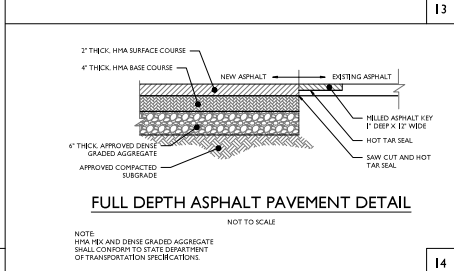 13
2" THICK, HMA SURFACE COURSE
4" THICK, HMA BASE COURSE
NEW ASPHALT
EXISTING ASPHALT
MILLED ASPHALT KEY
1" DEEP X 12" WIDE
HOT TAR SEAL
SAW CUT AND HOT
TAR SEAL
6" THICK, APPROVED DENSE
GRADED AGGREGATE
APPROVED COMPACTED
SUBGRADE
FULL DEPTH ASPHALT PAVEMENT DETAIL
NOT TO SCALE
NOTE:
HMA MIX AND DENSE GRADED AGGREGATE
SHALL CONFORM TO STATE DEPARTMENT
OF TRANSPORTATION SPECIFICATIONS.
14